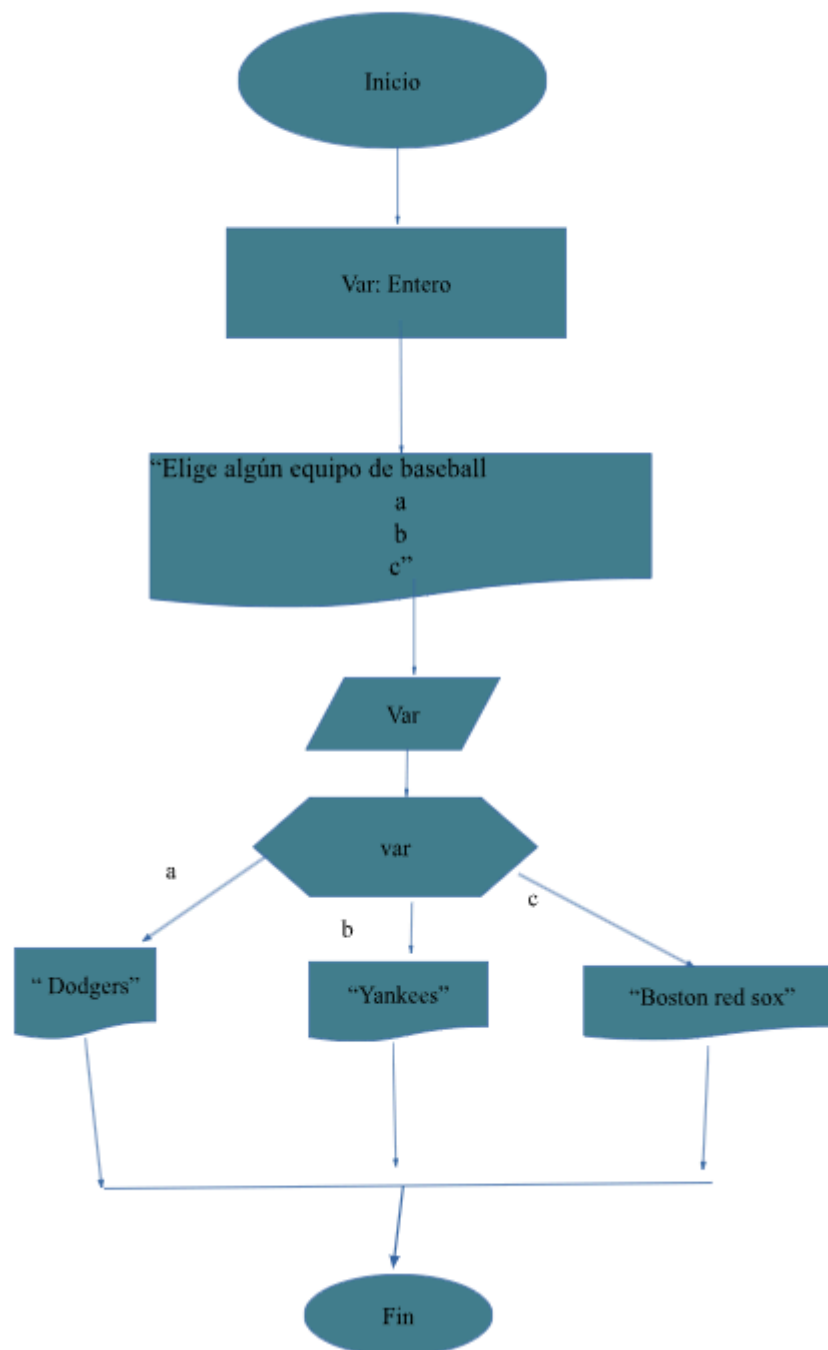 Inicio
Var: Entero
“Elige algún equipo de baseball
a
b
c”
Var
var
a
b
c
“ Dodgers”
“Yankees”
“Boston red sox”
Fin